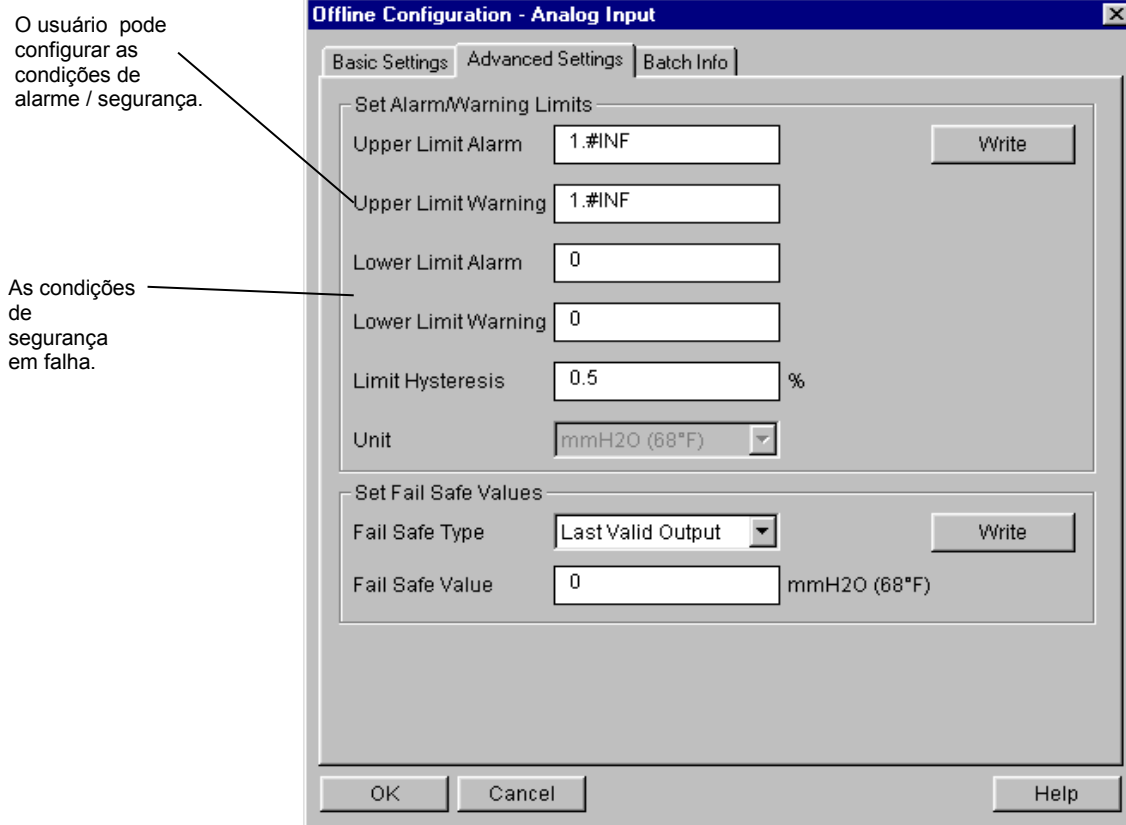 O usuário pode
configurar as
condições de
alarme / segurança.
As condições
de
segurança
em falha.
Offline Configuration - Analog Input
Basic Settings Advanced Settings Batch Info
Set Alarm/Warning Limits
Upper Limit Alarm 1.#INF Write
Upper Limit Warning 1.#INF
Lower Limit Alarm 0
Lower Limit Warning 0
Limit Hysteresis 0.5 %
Unit mmH2O (68°F)
Set Fail Safe Values
Fail Safe Type Last Valid Output Write
Fail Safe Value 0 mmH2O (68°F)
OK Cancel Help